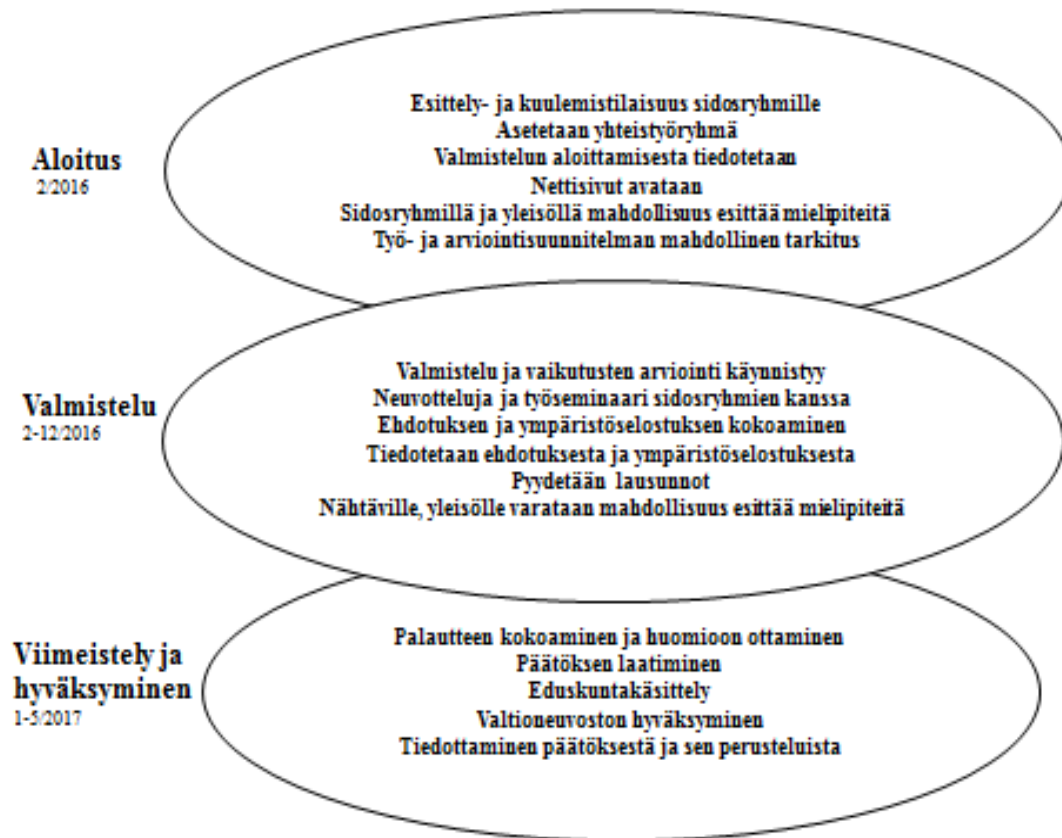 Aloitus
2/2016
Esittely- ja kuulemistilaisuus sidosryhmille
Asetetaan yhteistyöryhmä
Valmistelun aloittamisesta tiedotetaan
Nettisivut avataan
Sidosryhmillä ja yleisöllä mahdollisuus esittää mielipiteitä
Työ- ja arviointisuunnitelman mahdollinen tarkitus
Valmistelu
2-12/2016
Valmistelu ja vaikutusten arviointi käynnistyy
Neuvotteluja ja työseminaari sidosryhmien kanssa
Ehdotuksen ja ympäristöselostuksen kokoaminen
Tiedotetaan ehdotuksesta ja ympäristöselostuksesta
Pyydetään lausunnot
Nähtäville, yleisölle varataan mahdollisuus esittää mielipiteitä
Viimeistely ja
hyväksyminen
1-5/2017
Palautteen kokoaminen ja huomioon ottaminen
Päätöksen laatiminen
Eduskuntakäsittely
Valtioneuvoston hyväksyminen
Tiedottaminen päätöksestä ja sen perusteluista